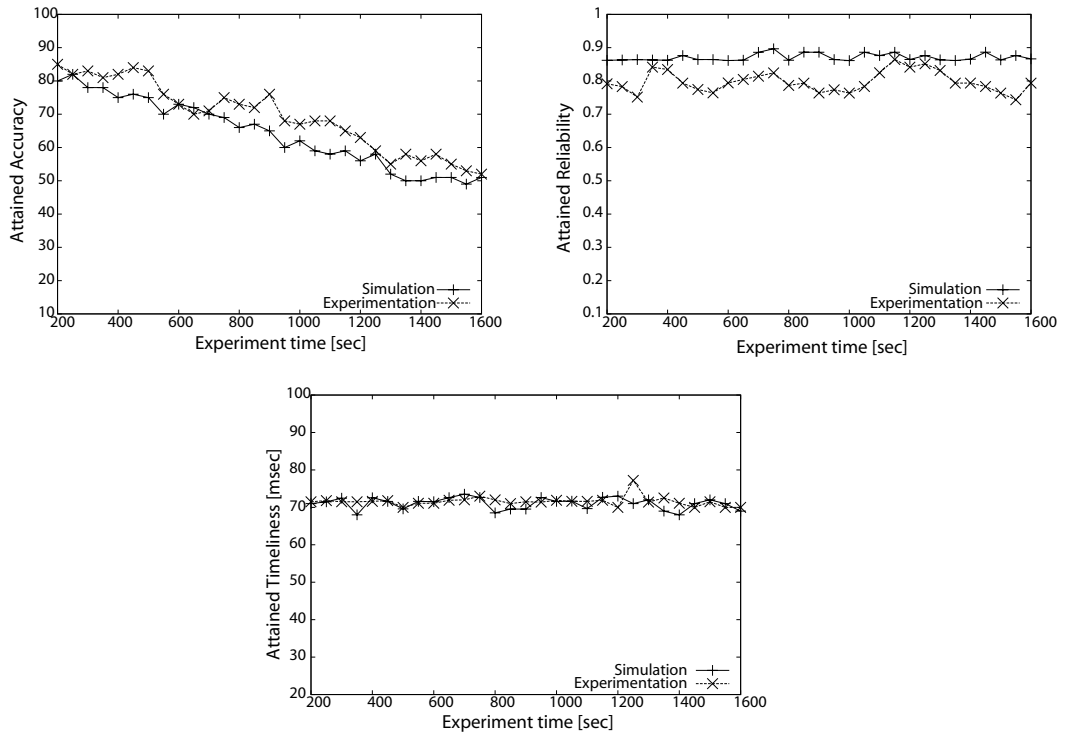 100
90
80
70
60
50
40
30
20
10
Attained Accuracy
Simulation
Experimentation
200 400 600 800 1000 1200 1400 1600
Experiment time [sec]
1
0.9
0.8
0.7
0.6
0.5
0.4
0.3
0.2
0.1
Attained Reliability
Simulation
Experimentation
200 400 600 800 1000 1200 1400 1600
Experiment time [sec]
100
90
80
70
60
50
40
30
20
Attained Timeliness [msec]
Simulation
Experimentation
200 400 600 800 1000 1200 1400 1600
Experiment time [sec]